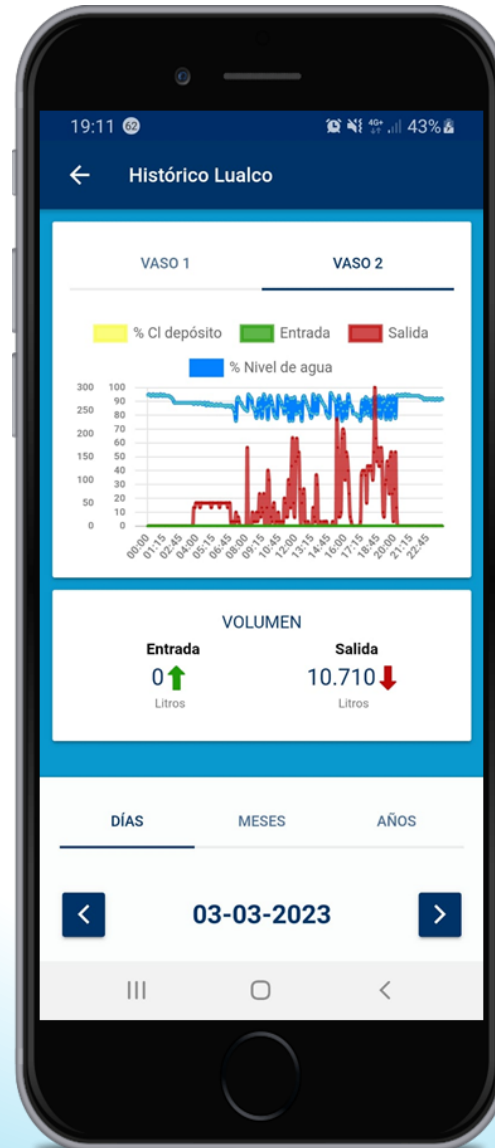 19:11 62 4G+ 43%
Histórico Lualco
VASO 1 VASO 2
% Cl depósito Entrada Salida
% Nivel de agua
300 100
90
250 80
70
200 60
150 50
40
100 30
50 20
10
0 0
00:00 01:15 02:45 04:00 05:15 06:45 08:00 09:15 10:45 12:00 13:15 14:45 16:00 17:15 18:45 20:00 21:15 22:45
VOLUMEN
Entrada Salida
0 10.710
Litros Litros
DÍAS MESES AÑOS
03-03-2023